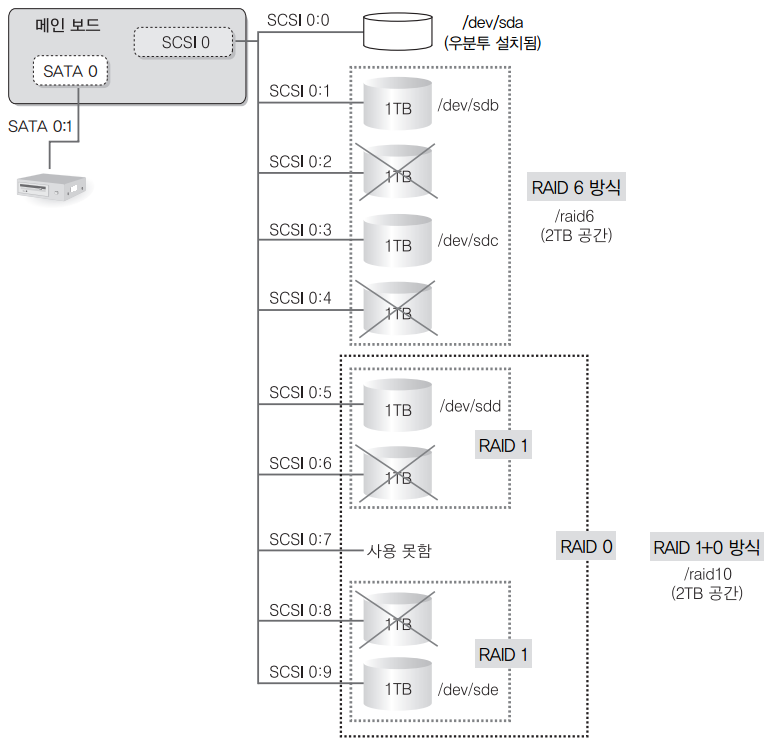 메인 보드
SCSI 0
SATA 0
SATA 0:1
SCSI 0:0
/dev/sda
(우분투 설치됨)
SCSI 0:1
1TB
/dev/sdb
SCSI 0:2
1TB
SCSI 0:3
1TB
/dev/sdc
SCSI 0:4
1TB
RAID 6 방식
/raid6
(2TB 공간)
SCSI 0:5
1TB
/dev/sdd
RAID 1
SCSI 0:6
1TB
SCSI 0:7
사용 못함
SCSI 0:8
1TB
RAID 1
SCSI 0:9
1TB
/dev/sde
RAID 0
RAID 1+0 방식
/raid10
(2TB 공간)